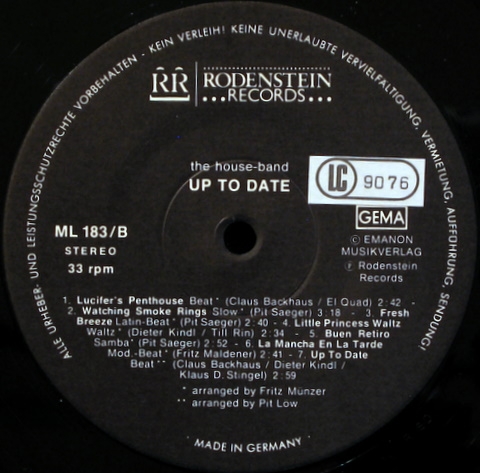 ALLE URHEBER- UND LEISTUNGSSCHUTZRECHTE VORBEHALTEN - KEIN VERLEIH! KEINE UNERLAUBTE VERVIELFALTIGUNG, VERMIETUNG, AUFFÜHRUNG, SENDUNG!
RR RODENSTEIN
...RECORDS...
the house-band
UP TO DATE
LC 9076
GEMA
ML 183/B
STEREO
33 rpm
© EMANON
MUSIKVERLAG
℗ Rodenstein
Records
1. Lucifer's Penthouse Beat* (Claus Backhaus / El Quad) 2:42 -
2. Watching Smoke Rings Slow* (Pit Saeger) 3:18 - 3. Fresh
Breeze Latin-Beat* (Pit Saeger) 2:40 - 4. Little Princess Waltz
Waltz* (Dieter Kindl / Till Rin) 2:34 - 5. Buen Retiro
Samba* (Pit Saeger) 2:52 - 6. La Mancha En La Tarde
Mod.-Beat* (Fritz Maldener) 2:41 - 7. Up To Date
Beat** (Claus Backhaus / Dieter Kindl /
Klaus D. Stingel) 2:59
* arranged by Fritz Münzer
** arranged by Pit Löw
· MADE IN GERMANY ·